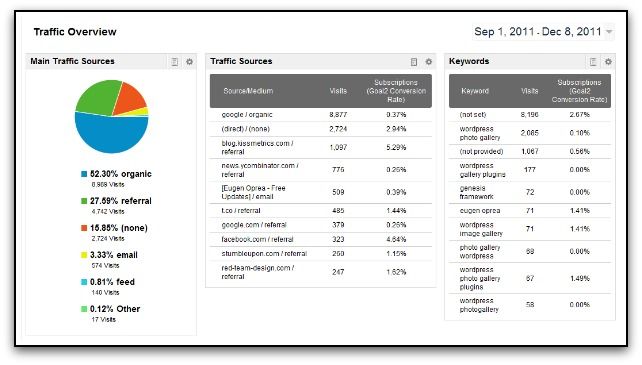 Traffic Overview
Sep 1, 2011 - Dec 8, 2011
Main Traffic Sources
52.30% organic
8,989 Visits
27.59% referral
4,742 Visits
15.85% (none)
2,724 Visits
3.33% email
574 Visits
0.81% feed
140 Visits
0.12% Other
17 Visits
Traffic Sources
Source/Medium Visits Subscriptions (Goal2 Conversion Rate)
google / organic 8,877 0.37%
(direct) / (none) 2,724 2.94%
blog.kissmetrics.com / referral 1,097 5.29%
news.ycombinator.com / referral 776 0.26%
[Eugen Oprea - Free Updates] / email 509 0.39%
t.co / referral 485 1.44%
google.com / referral 379 0.26%
facebook.com / referral 323 4.64%
stumbleupon.com / referral 260 1.15%
red-team-design.com / referral 247 1.62%
Keywords
Keyword Visits Subscriptions (Goal2 Conversion Rate)
(not set) 8,196 2.67%
wordpress photo gallery 2,085 0.10%
(not provided) 1,067 0.56%
wordpress gallery plugins 177 0.00%
genesis framework 72 0.00%
eugen oprea 71 1.41%
wordpress image gallery 71 1.41%
photo gallery wordpress 68 0.00%
wordpress photo gallery plugins 67 1.49%
wordpress photogallery 58 0.00%